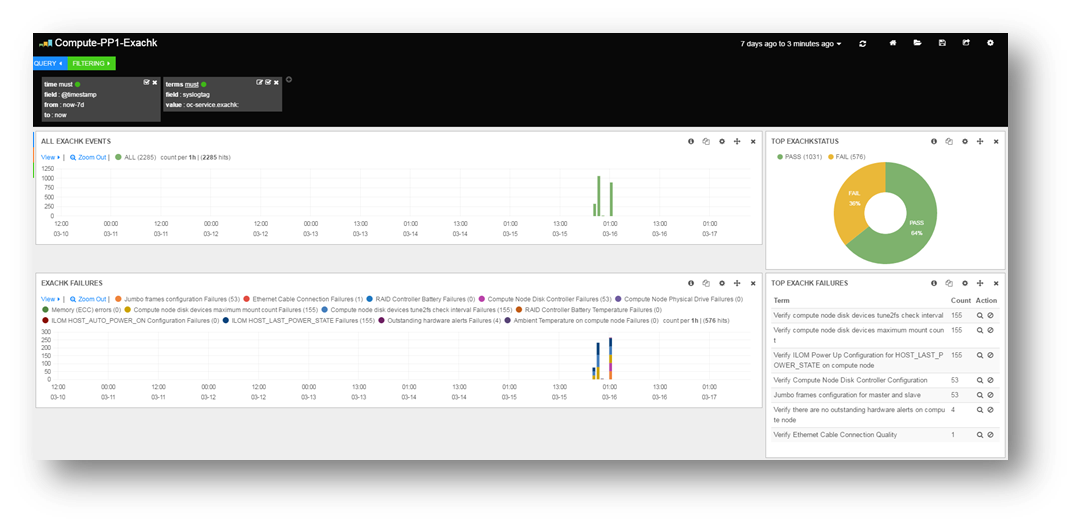 Compute-PP1-Exachk
7 days ago to 3 minutes ago
QUERY
FILTERING
time must
field : @timestamp
from : now-7d
to : now
terms must
field : syslogtag
value : oc-service.exachk:
ALL EXACHK EVENTS
View | Zoom Out | ALL (2285) count per 1h | (2285 hits)
1250
1000
750
500
250
0
12:00 00:00 12:00 00:00 12:00 00:00 13:00 01:00 13:00 01:00 13:00 01:00 13:00 01:00
03-10 03-11 03-11 03-12 03-12 03-13 03-13 03-14 03-14 03-15 03-15 03-16 03-16 03-17
TOP EXACHKSTATUS
PASS (1031) FAIL (576)
FAIL
36%
PASS
64%
EXACHK FAILURES
View | Zoom Out | Jumbo frames configuration Failures (53) Ethernet Cable Connection Failures (1) RAID Controller Battery Failures (0) Compute Node Disk Controller Failures (53) Compute Node Physical Drive Failures (0)
Memory (ECC) errors (0) Compute node disk devices maximum mount count Failures (155) Compute node disk devices tune2fs check interval Failures (155) RAID Controller Battery Temperature Failures (0)
ILOM HOST_AUTO_POWER_ON Configuration Failures (0) ILOM HOST_LAST_POWER_STATE Failures (155) Outstanding hardware alerts Failures (4) Ambient Temperature on compute node Failures (0) count per 1h | (576 hits)
300
250
200
150
100
50
0
12:00 00:00 12:00 00:00 12:00 00:00 13:00 01:00 13:00 01:00 13:00 01:00 13:00 01:00
03-10 03-11 03-11 03-12 03-12 03-13 03-13 03-14 03-14 03-15 03-15 03-16 03-16 03-17
TOP EXACHK FAILURES
Term Count Action
Verify compute node disk devices tune2fs check interval 155
Verify compute node disk devices maximum mount coun 155
t
Verify ILOM Power Up Configuration for HOST_LAST_P 155
OWER_STATE on compute node
Verify Compute Node Disk Controller Configuration 53
Jumbo frames configuration for master and slave 53
Verify there are no outstanding hardware alerts on compu 4
te node
Verify Ethernet Cable Connection Quality 1